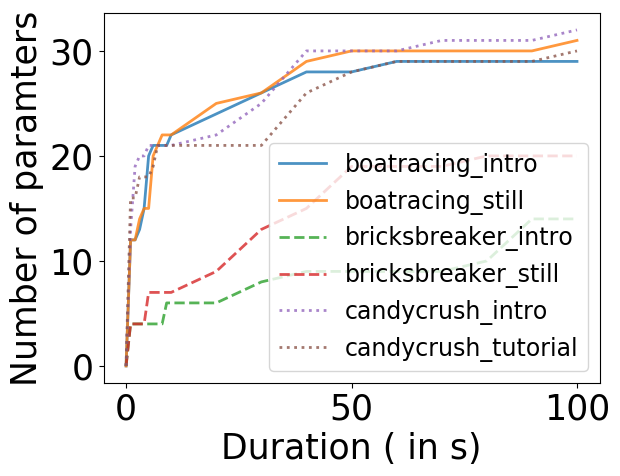 Number of paramters
30
20
10
0
boatracing_intro
boatracing_still
bricksbreaker_intro
bricksbreaker_still
candycrush_intro
candycrush_tutorial
0 50 100
Duration ( in s)